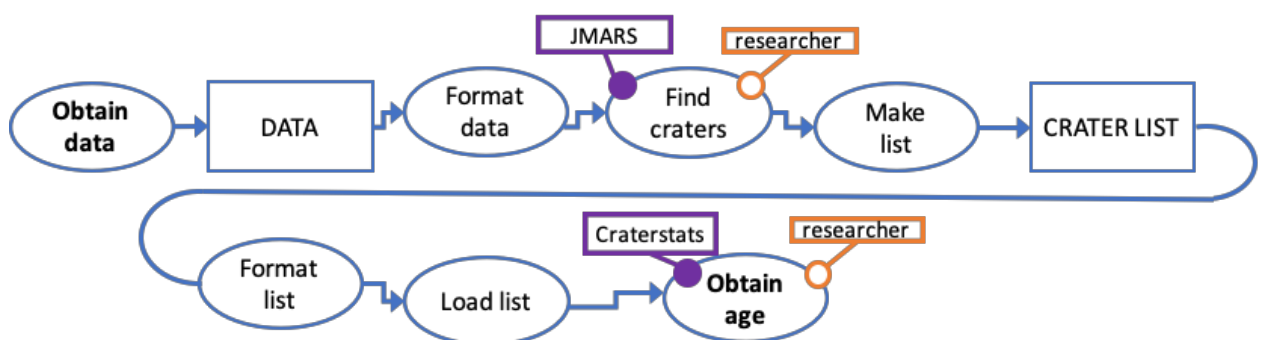 JMARS
researcher
Obtain
data
DATA
Format
data
Find
craters
Make
list
CRATER LIST
Craterstats
researcher
Format
list
Load list
Obtain
age